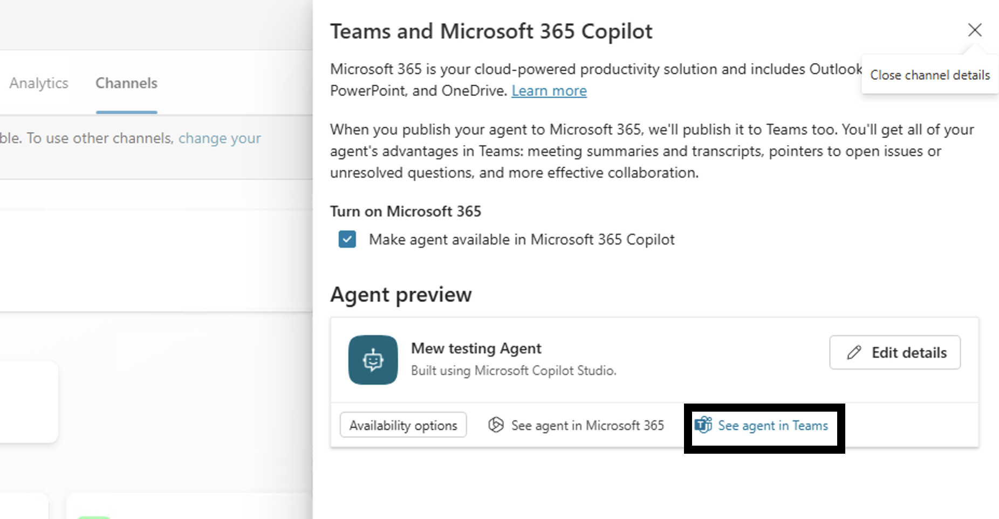 Analytics
Channels
ble. To use other channels, change your
Teams and Microsoft 365 Copilot
Close channel details
Microsoft 365 is your cloud-powered productivity solution and includes Outlook
PowerPoint, and OneDrive. Learn more
When you publish your agent to Microsoft 365, we'll publish it to Teams too. You'll get all of your
agent's advantages in Teams: meeting summaries and transcripts, pointers to open issues or
unresolved questions, and more effective collaboration.
Turn on Microsoft 365
Make agent available in Microsoft 365 Copilot
Agent preview
Mew testing Agent
Built using Microsoft Copilot Studio.
Edit details
Availability options
See agent in Microsoft 365
See agent in Teams